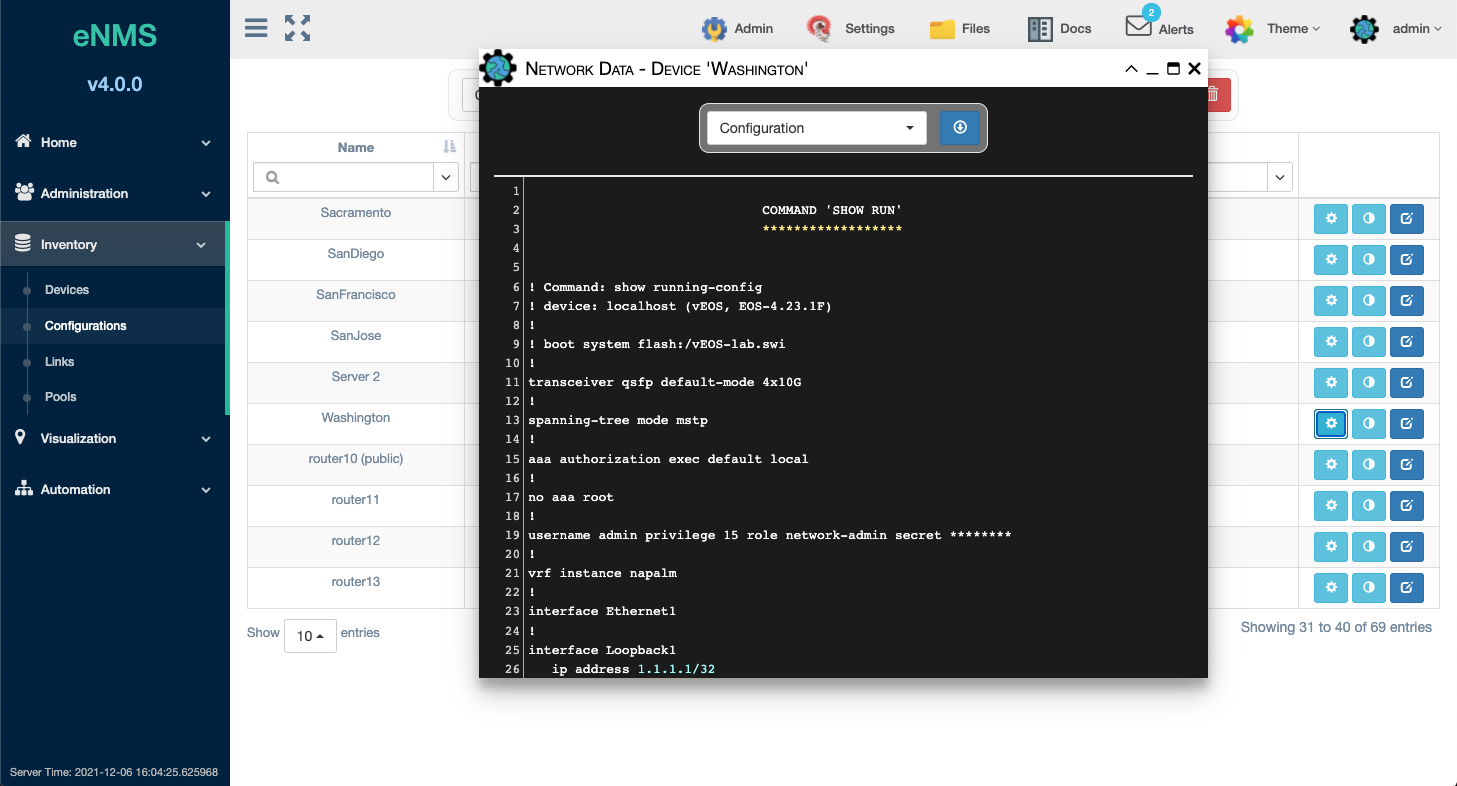 eNMS
v4.0.0
Home
Administration
Inventory
Devices
Configurations
Links
Pools
Visualization
Automation
Server Time: 2021-12-06 16:04:25.625968
Admin
Settings
Files
Docs
2
Alerts
Theme
admin
Name
Sacramento
SanDiego
SanFrancisco
SanJose
Server 2
Washington
router10 (public)
router11
router12
router13
Show 10 entries
Showing 31 to 40 of 69 entries
Network Data - Device 'Washington'
Configuration
1
2 COMMAND 'SHOW RUN'
3 ******************
4
5
6 ! Command: show running-config
7 ! device: localhost (vEOS, EOS-4.23.1F)
8 !
9 ! boot system flash:/vEOS-lab.swi
10 !
11 transceiver qsfp default-mode 4x10G
12 !
13 spanning-tree mode mstp
14 !
15 aaa authorization exec default local
16 !
17 no aaa root
18 !
19 username admin privilege 15 role network-admin secret ********
20 !
21 vrf instance napalm
22 !
23 interface Ethernet1
24 !
25 interface Loopback1
26 ip address 1.1.1.1/32